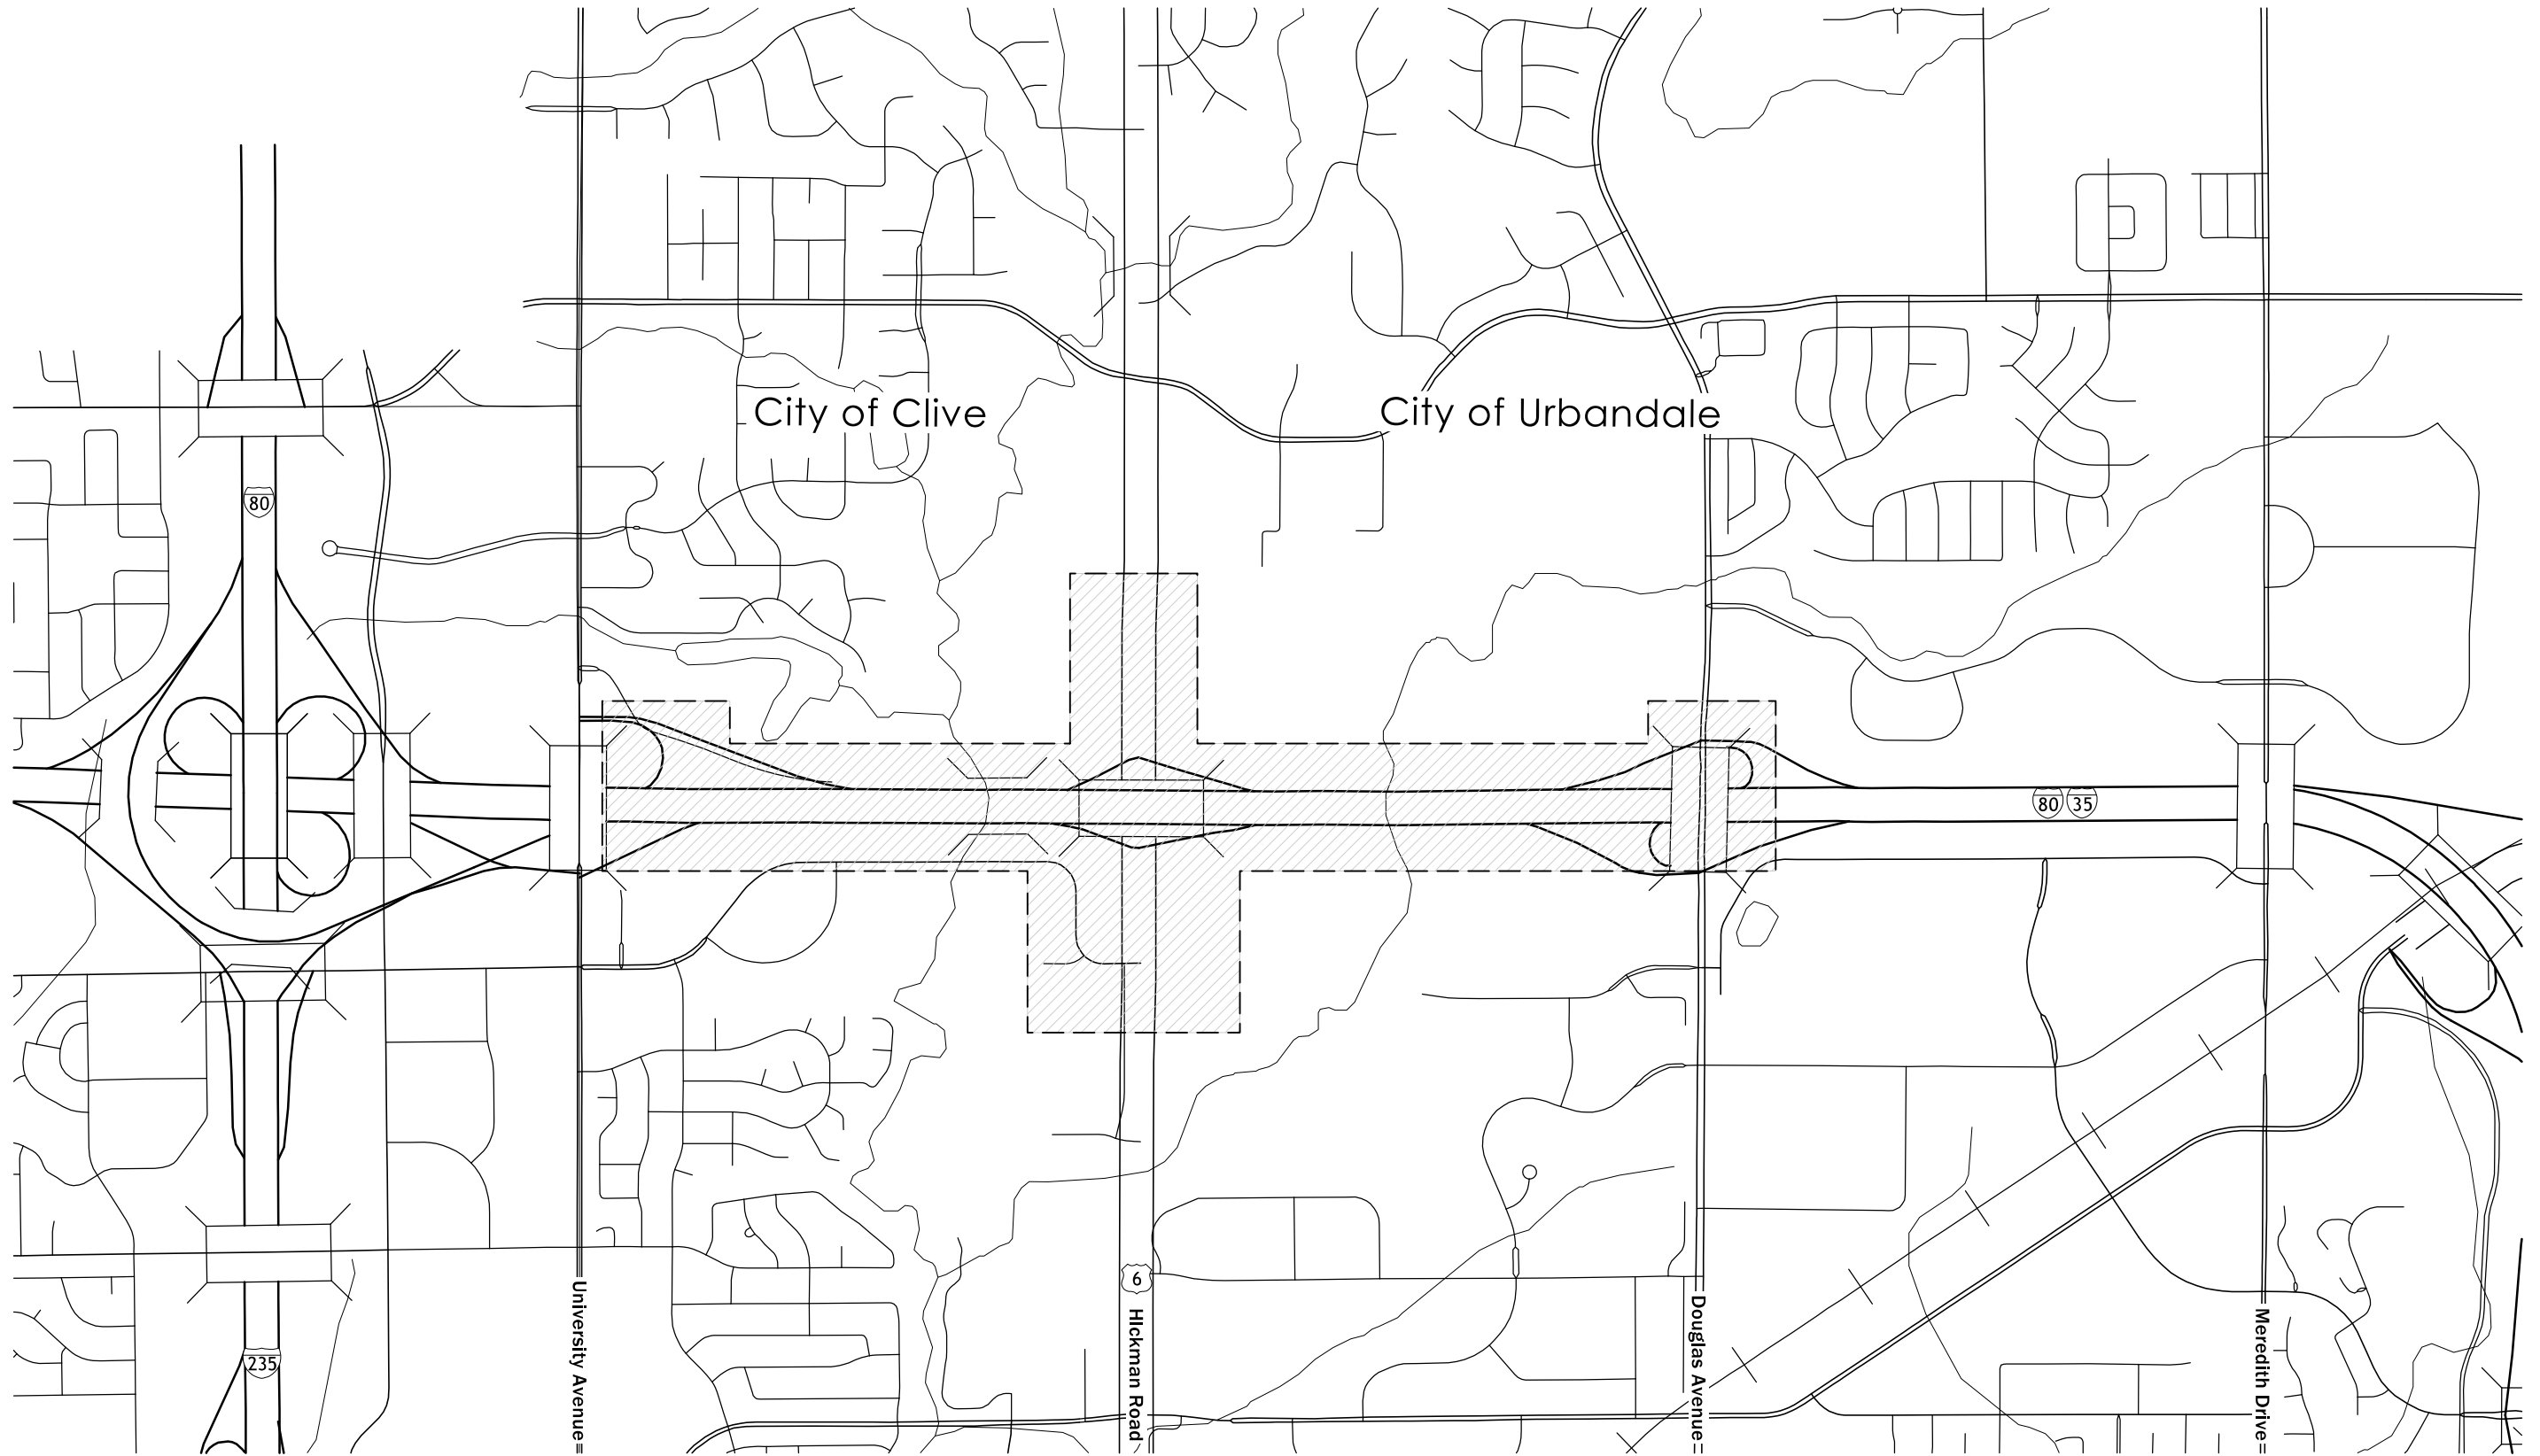 City of Clive
City of Urbandale
80
80
35
6
235
University Avenue
HIckman Road
Douglas Avenue
Meredith Drive